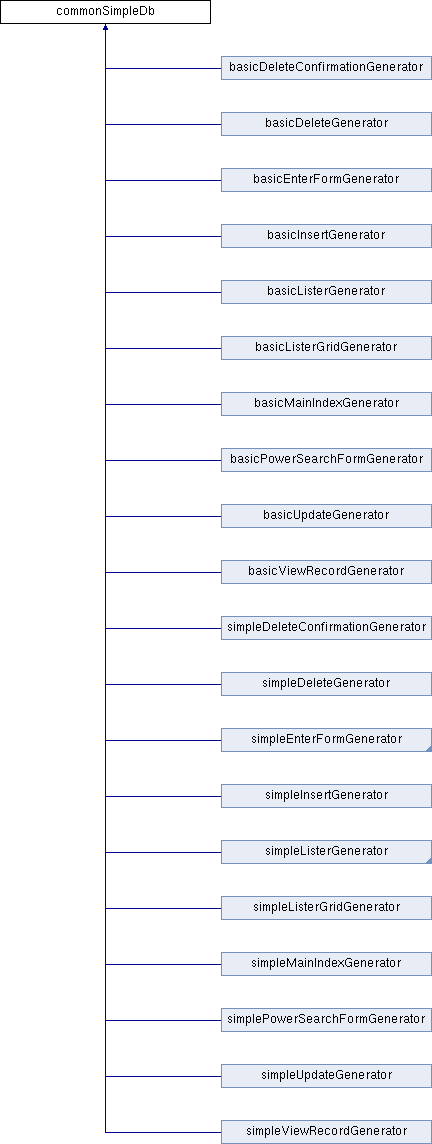 commonSimpleDb
basicDeleteConfirmationGenerator
basicDeleteGenerator
basicEnterFormGenerator
basicInsertGenerator
basicListerGenerator
basicListerGridGenerator
basicMainIndexGenerator
basicPowerSearchFormGenerator
basicUpdateGenerator
basicViewRecordGenerator
simpleDeleteConfirmationGenerator
simpleDeleteGenerator
simpleEnterFormGenerator
simpleInsertGenerator
simpleListerGenerator
simpleListerGridGenerator
simpleMainIndexGenerator
simplePowerSearchFormGenerator
simpleUpdateGenerator
simpleViewRecordGenerator